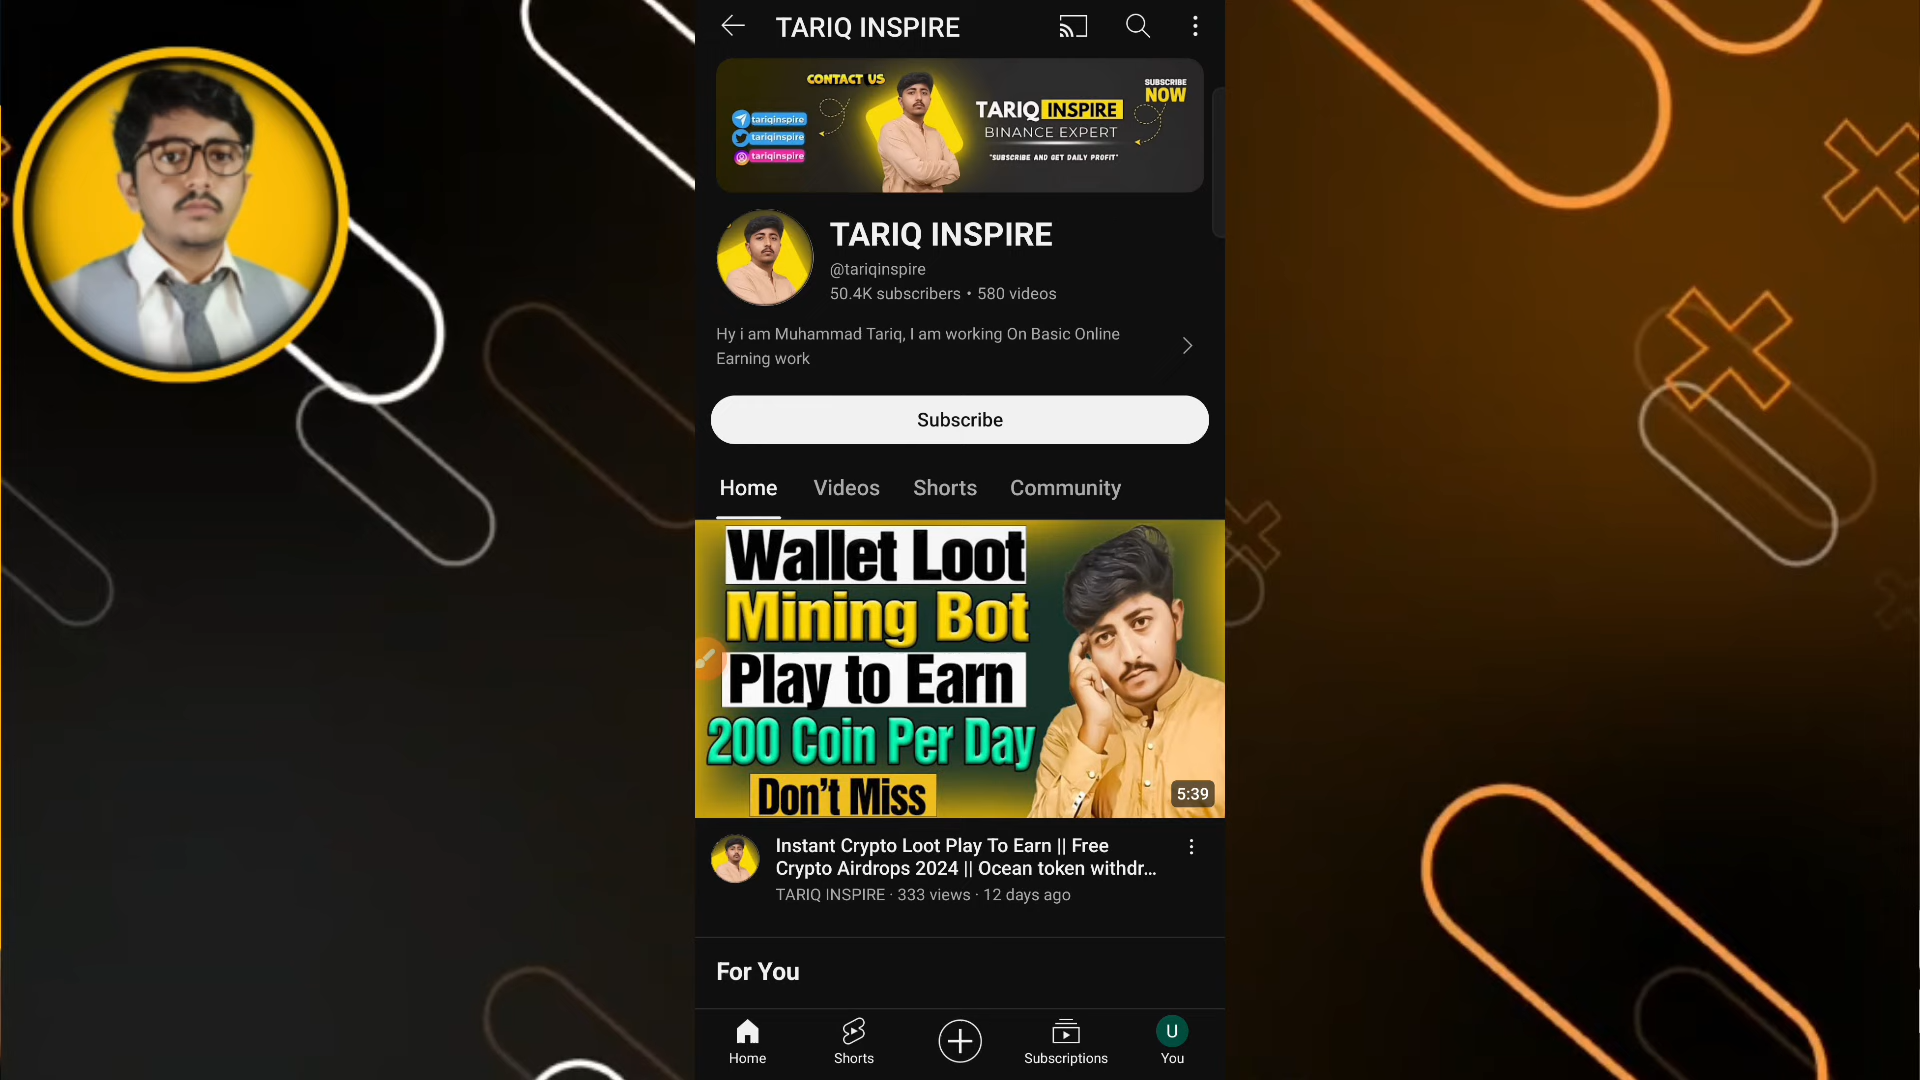 TARIQ INSPIRE
CONTACT US
tariqinspire
tariqinspire
tariqinspire
TARIQ INSPIRE
BINANCE EXPERT
"SUBSCRIBE AND GET DAILY PROFIT"
SUBSCRIBE
NOW
TARIQ INSPIRE
@tariqinspire
50.4K subscribers • 580 videos
Hy i am Muhammad Tariq, I am working On Basic Online
Earning work
Subscribe
Home Videos Shorts Community
Wallet Loot
Mining Bot
Play to Earn
200 Coin Per Day
Don't Miss
5:39
Instant Crypto Loot Play To Earn || Free
Crypto Airdrops 2024 || Ocean token withdr...
TARIQ INSPIRE · 333 views · 12 days ago
For You
Home Shorts Subscriptions U You